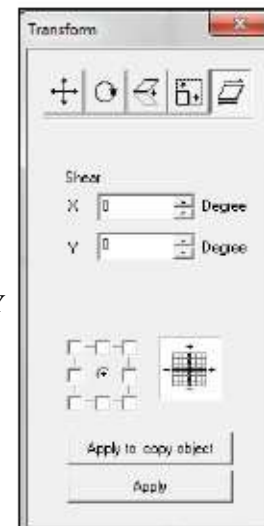 Transform
Shear
X 0 Degree
Y 0 Degree
Y
Apply to copy object
Apply